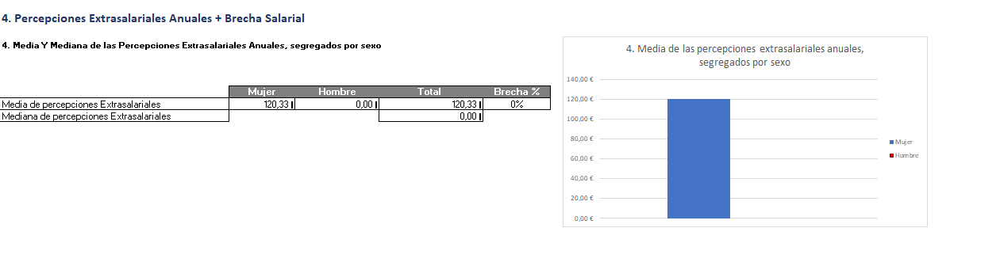 4. Percepciones Extrasalariales Anuales + Brecha Salarial
4. Media Y Mediana de las Percepciones Extrasalariales Anuales, segregados por sexo
Mujer Hombre Total Brecha %
Media de percepciones Extrasalariales 120,33 0,00 120,33 0%
Mediana de percepciones Extrasalariales 0,00
4. Media de las percepciones extrasalariales anuales,
segregados por sexo
140,00 €
120,00 €
100,00 €
80,00 €
60,00 €
40,00 €
20,00 €
0,00 €
Mujer
Hombre